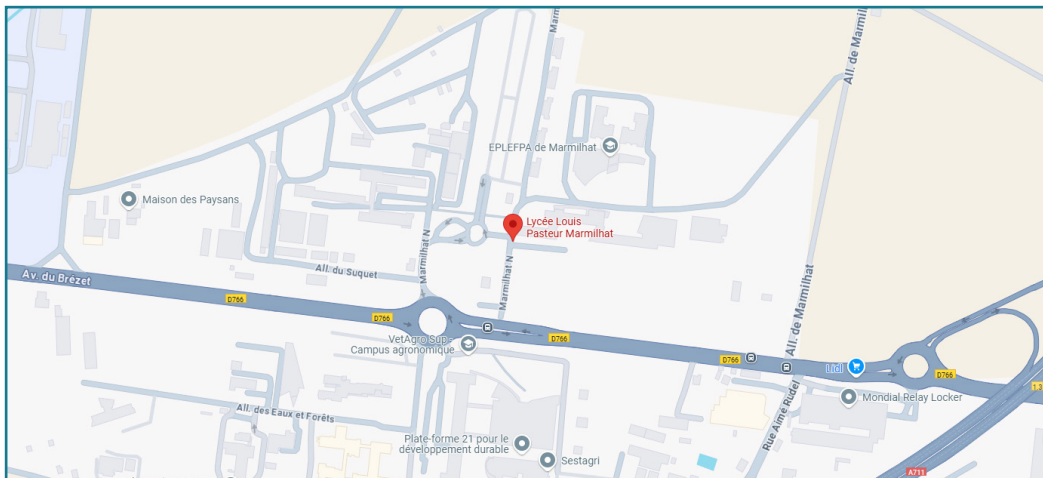 Marm
All. de Marmilhat
EPLEFPA de Marmilhat
Maison des Paysans
Lycée Louis
Pasteur Marmilhat
Marmilhat N
Marmilhat N
All. du Suquet
Av. du Brézet
D766
D766
VetAgro Sup-
Campus agronomique
D766
D766
All. de Marmilhat
Lidl
D766
Mondial Relay Locker
Rue Aimé Rudel
All. des Eaux et Forêts
Plate-forme 21 pour le
développement durable
Sestagri
A711